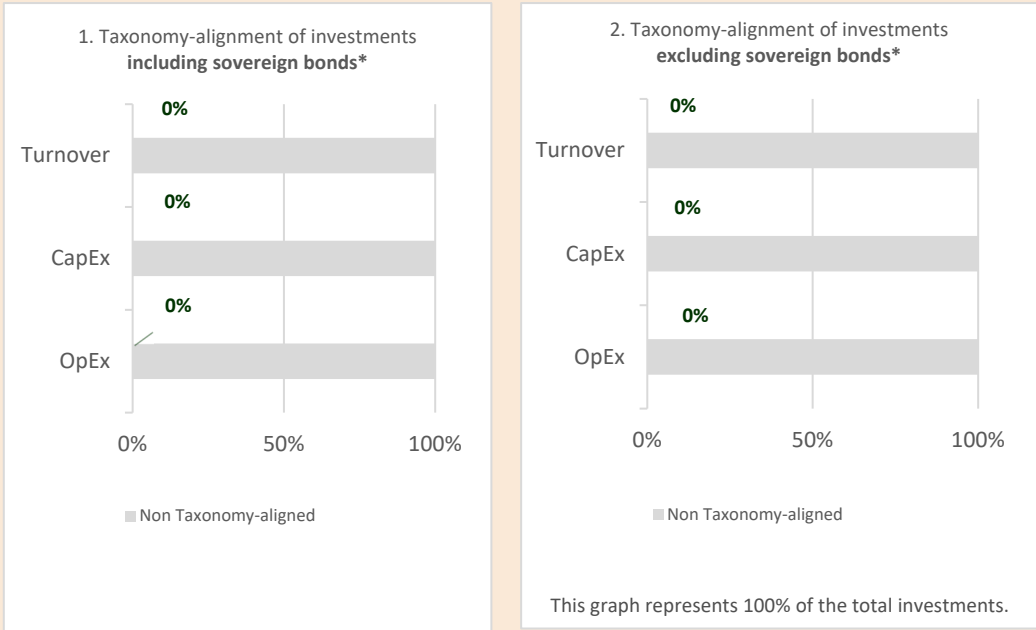 1. Taxonomy-alignment of investments
including sovereign bonds*
0%
Turnover
0%
CapEx
0%
OpEx
0% 50% 100%
Non Taxonomy-aligned
2. Taxonomy-alignment of investments
excluding sovereign bonds*
0%
Turnover
0%
CapEx
0%
OpEx
0% 50% 100%
Non Taxonomy-aligned
This graph represents 100% of the total investments.